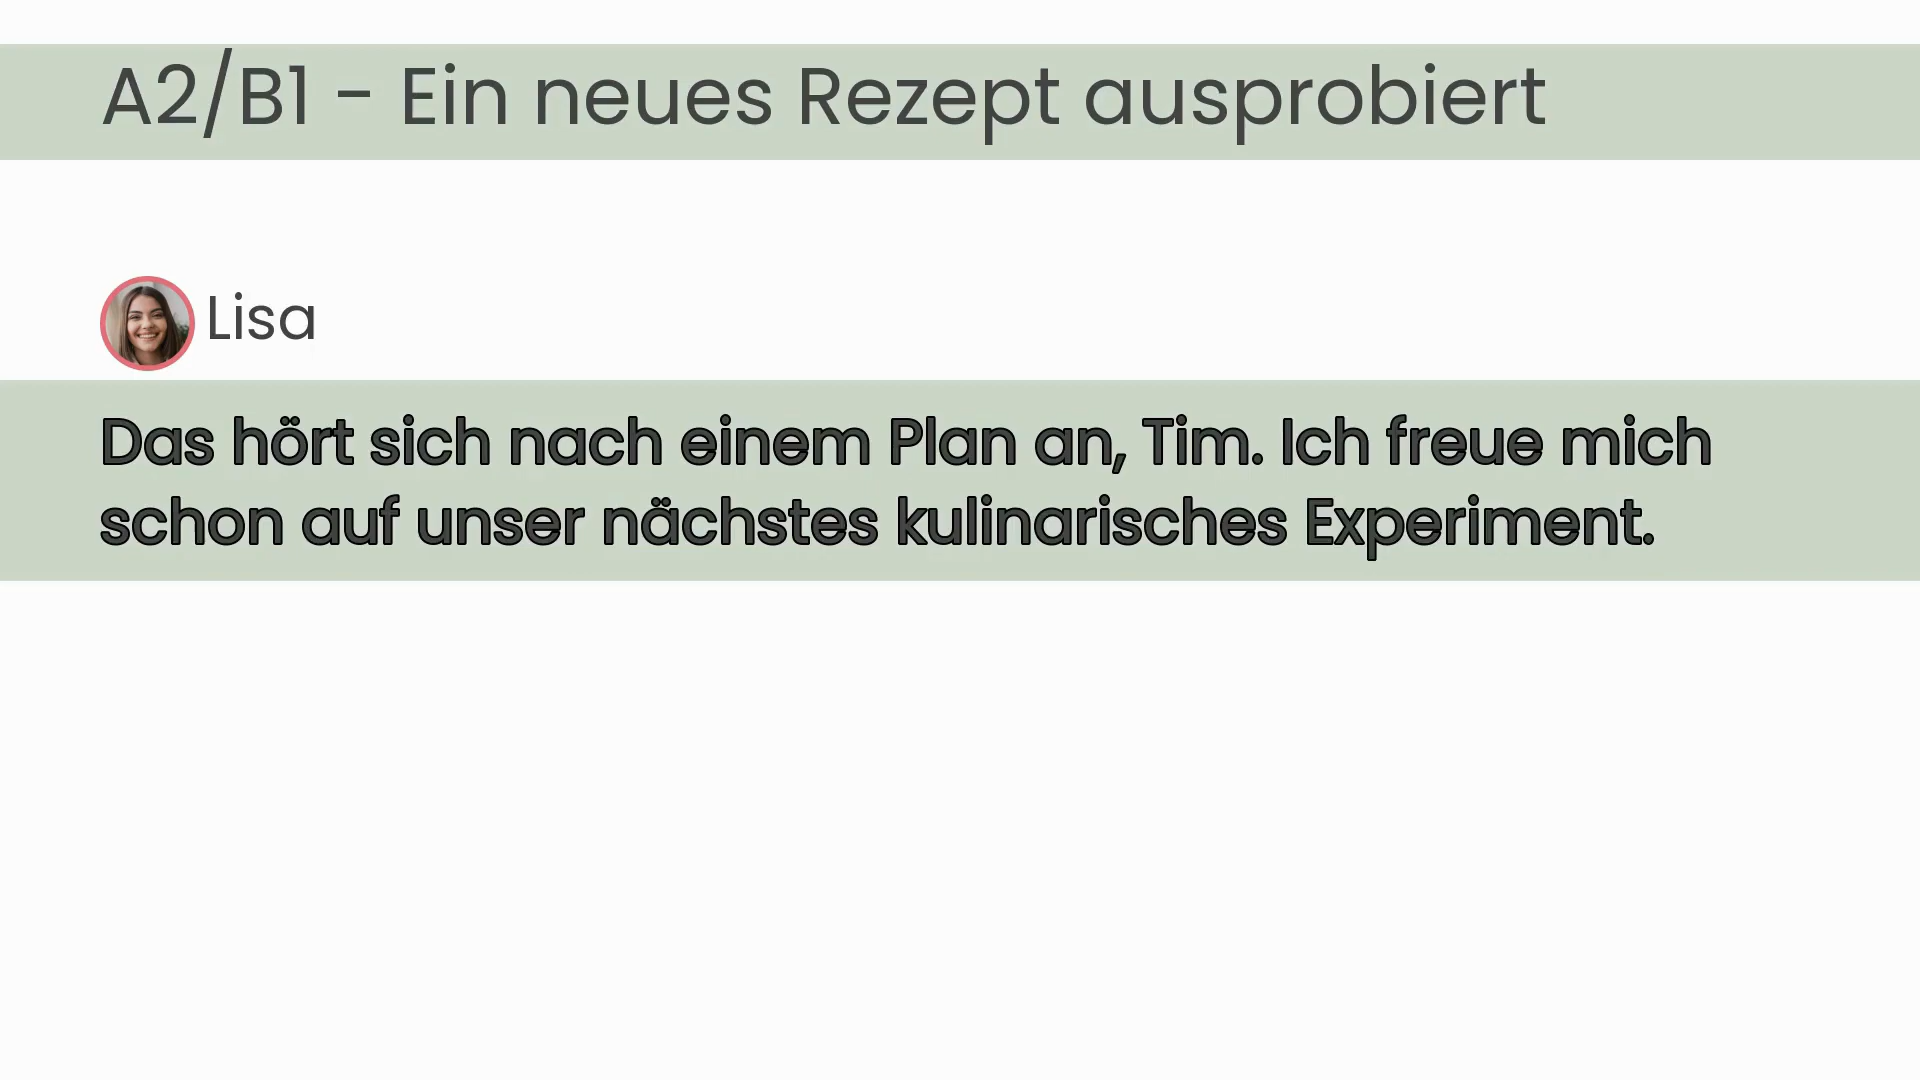 A2/B1 - Ein neues Rezept ausprobiert
Lisa
Das hört sich nach einem Plan an, Tim. Ich freue mich
schon auf unser nächstes kulinarisches Experiment.